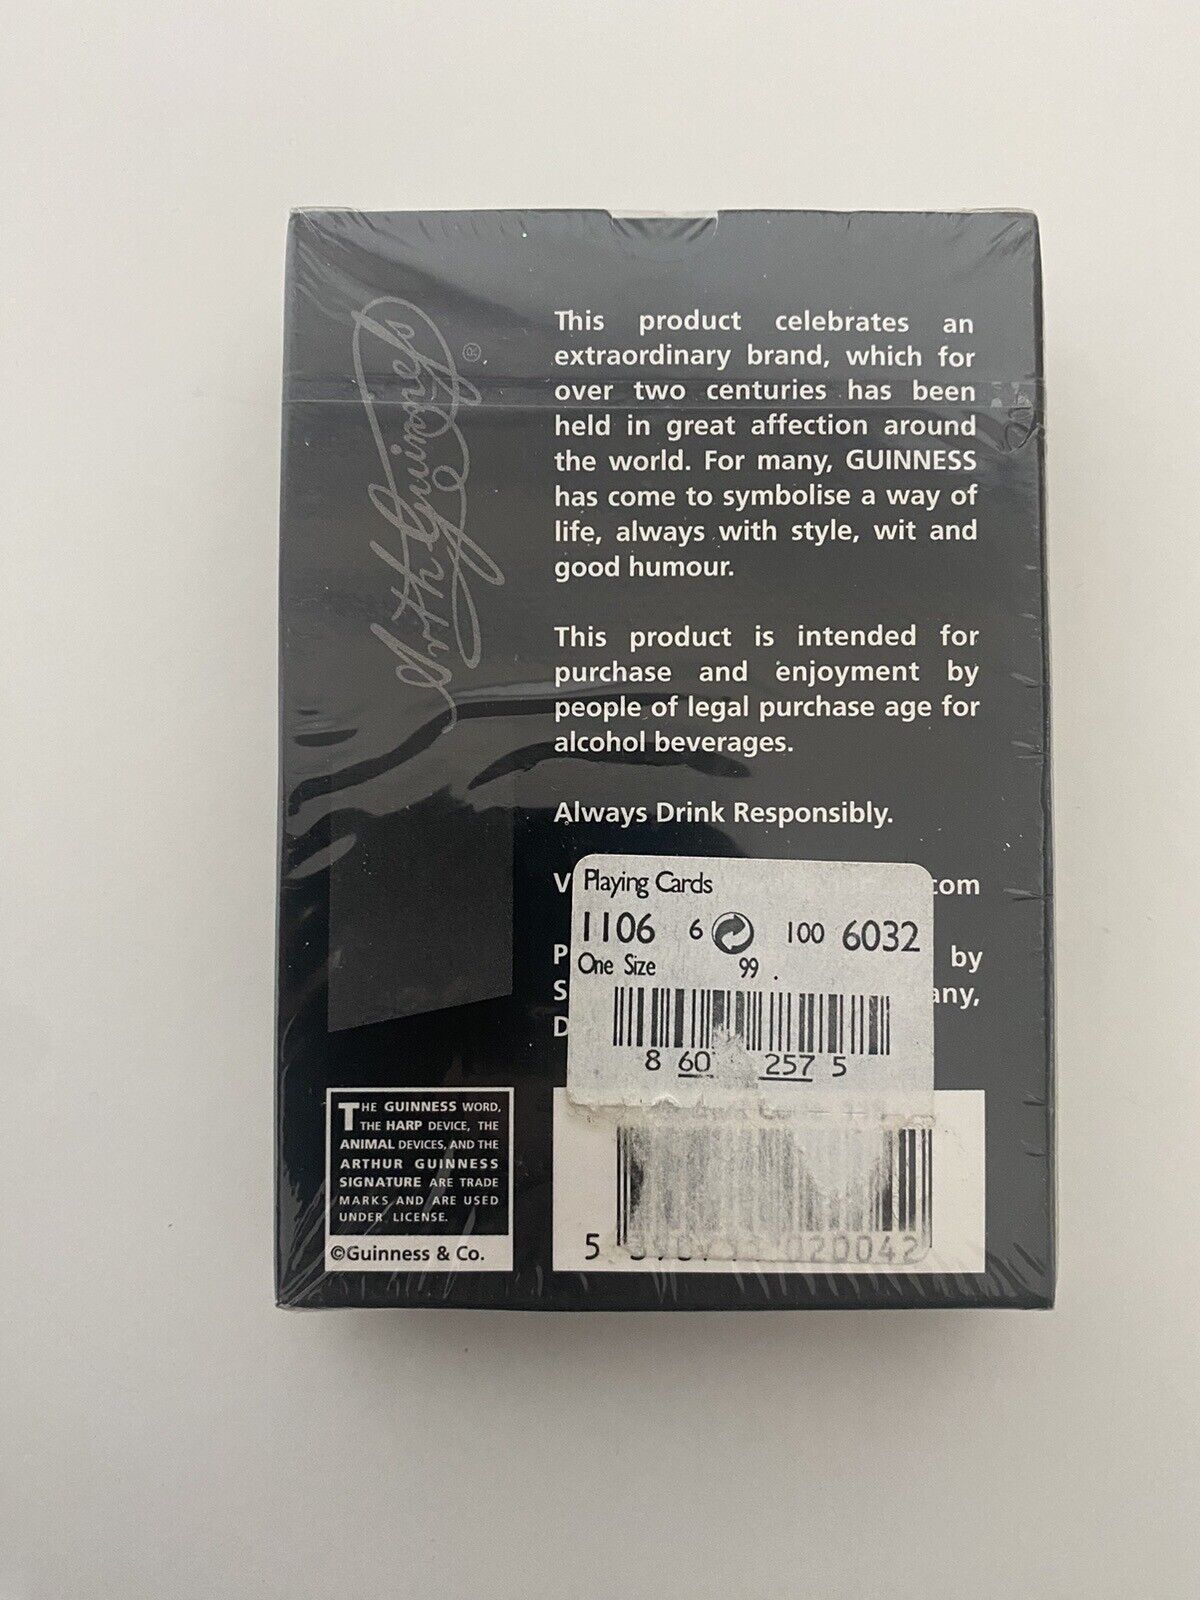 Arth Guinness ®
This product celebrates an
extraordinary brand, which for
over two centuries has been
held in great affection around
the world. For many, GUINNESS
has come to symbolise a way of
life, always with style, wit and
good humour.
This product is intended for
purchase and enjoyment by
people of legal purchase age for
alcohol beverages.
Always Drink Responsibly.
.com
by
Playing Cards
1106 6 100 6032
One Size 99
8 60 257 5
THE GUINNESS WORD,
THE HARP DEVICE, THE
ANIMAL DEVICES, AND THE
ARTHUR GUINNESS
SIGNATURE ARE TRADE
MARKS AND ARE USED
UNDER LICENSE.
©Guinness & Co.
5 020042